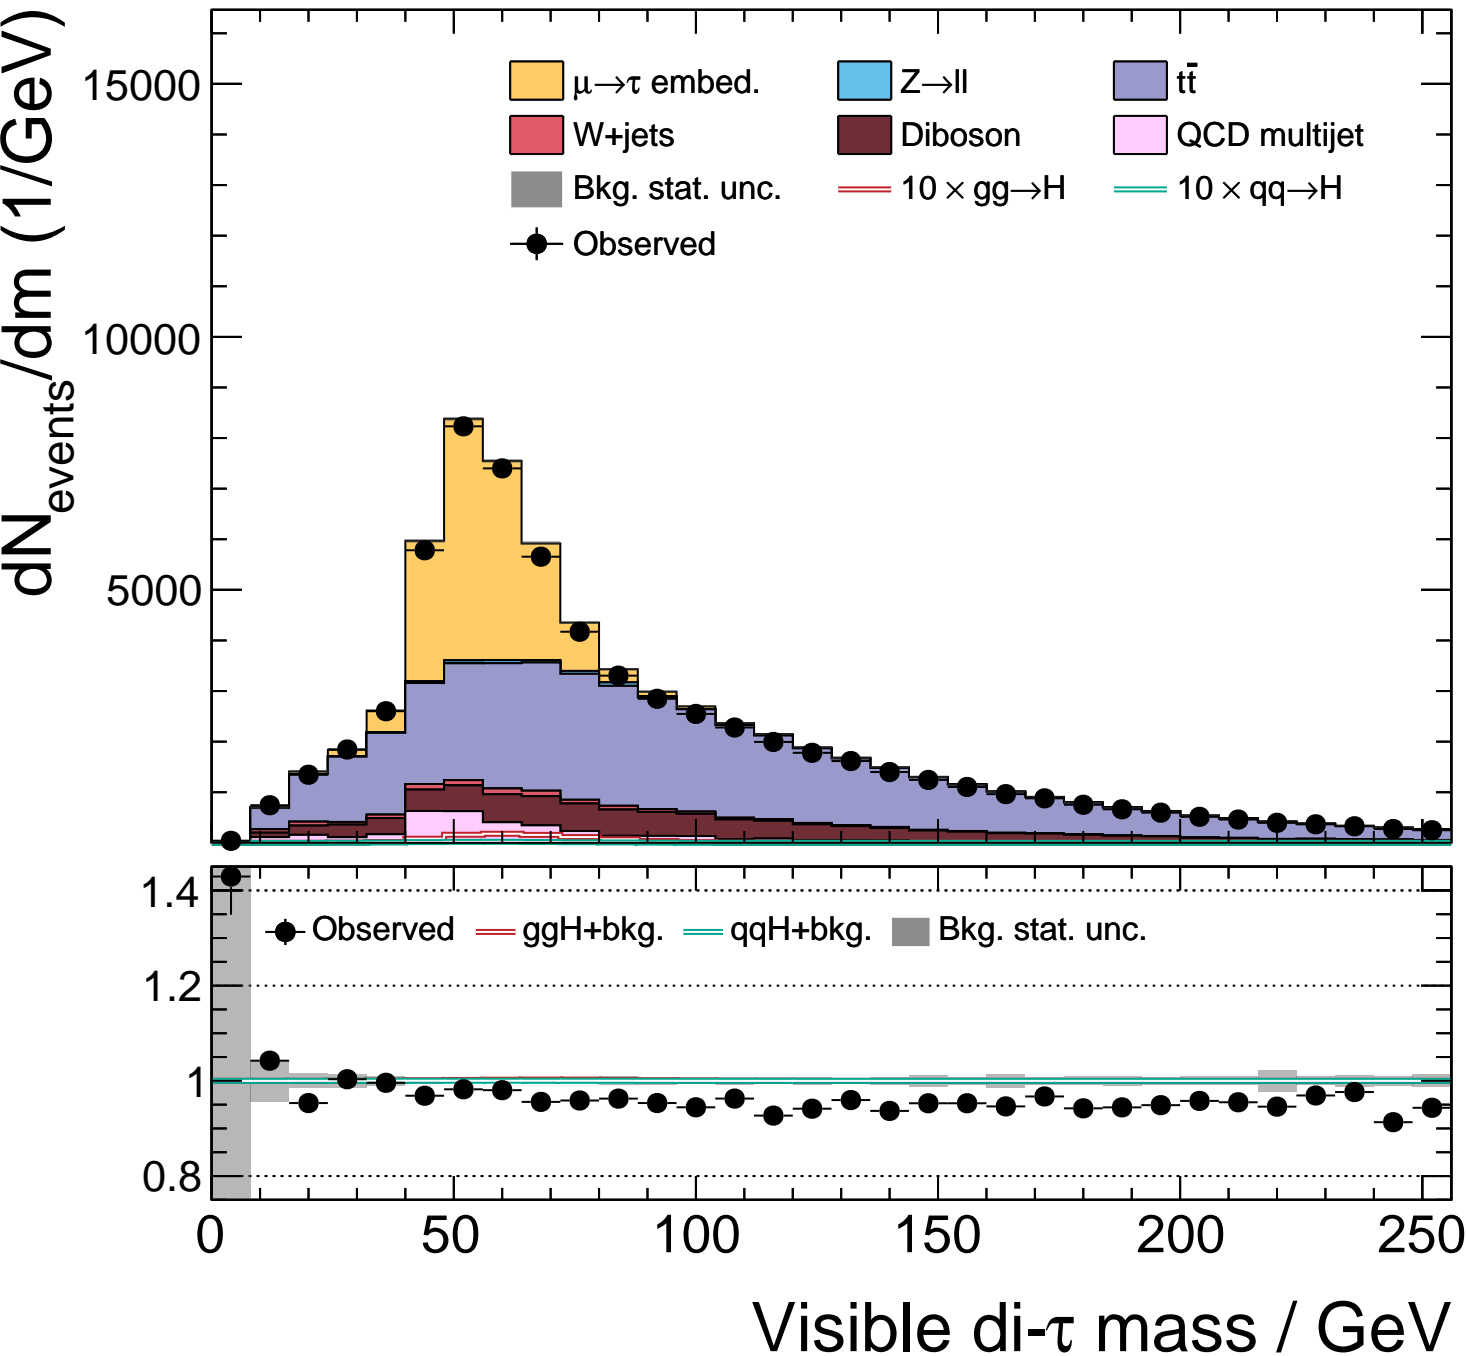 dN_events/dm (1/GeV)
15000
10000
5000
μ→τ embed. Z→ll tt̄
W+jets Diboson QCD multijet
Bkg. stat. unc. 10 × gg→H 10 × qq→H
Observed
1.4
1.2
1
0.8
Observed ggH+bkg. qqH+bkg. Bkg. stat. unc.
0 50 100 150 200 250
Visible di-τ mass / GeV